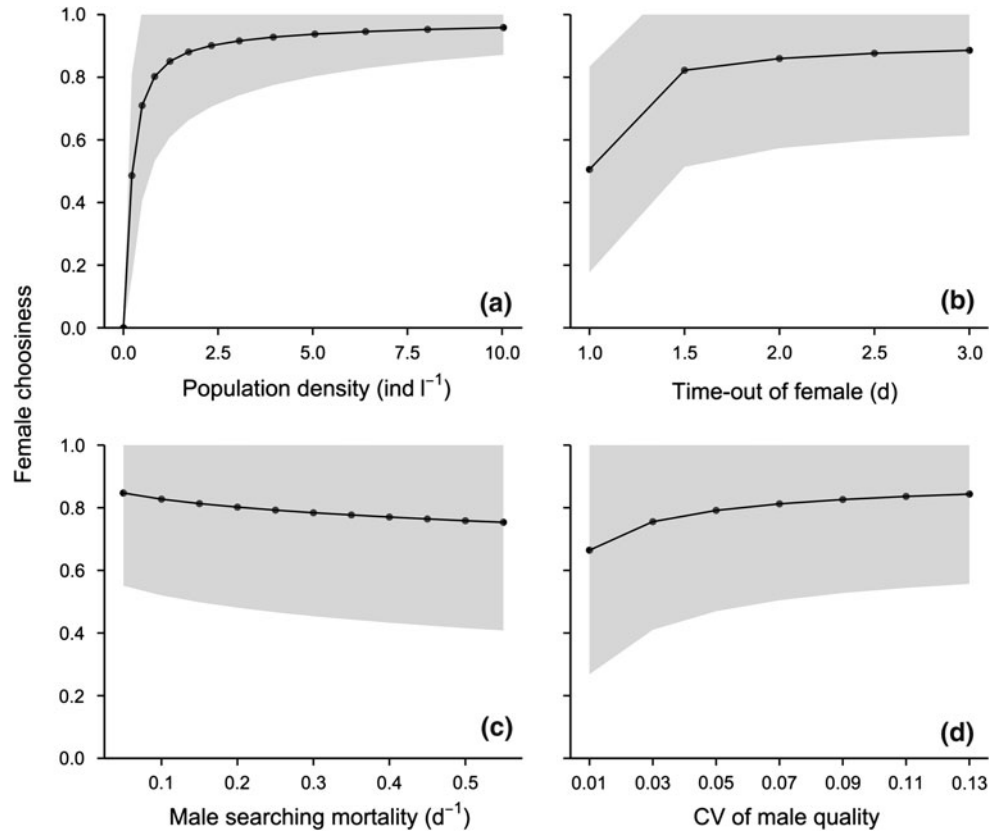 1.0
0.8
0.6
0.4
0.2
0.0
(a)
0.0 2.5 5.0 7.5 10.0
Population density (ind l⁻¹)
(b)
1.0 1.5 2.0 2.5 3.0
Time-out of female (d)
Female choosiness
1.0
0.8
0.6
0.4
0.2
0.0
(c)
0.1 0.2 0.3 0.4 0.5
Male searching mortality (d⁻¹)
(d)
0.01 0.03 0.05 0.07 0.09 0.11 0.13
CV of male quality